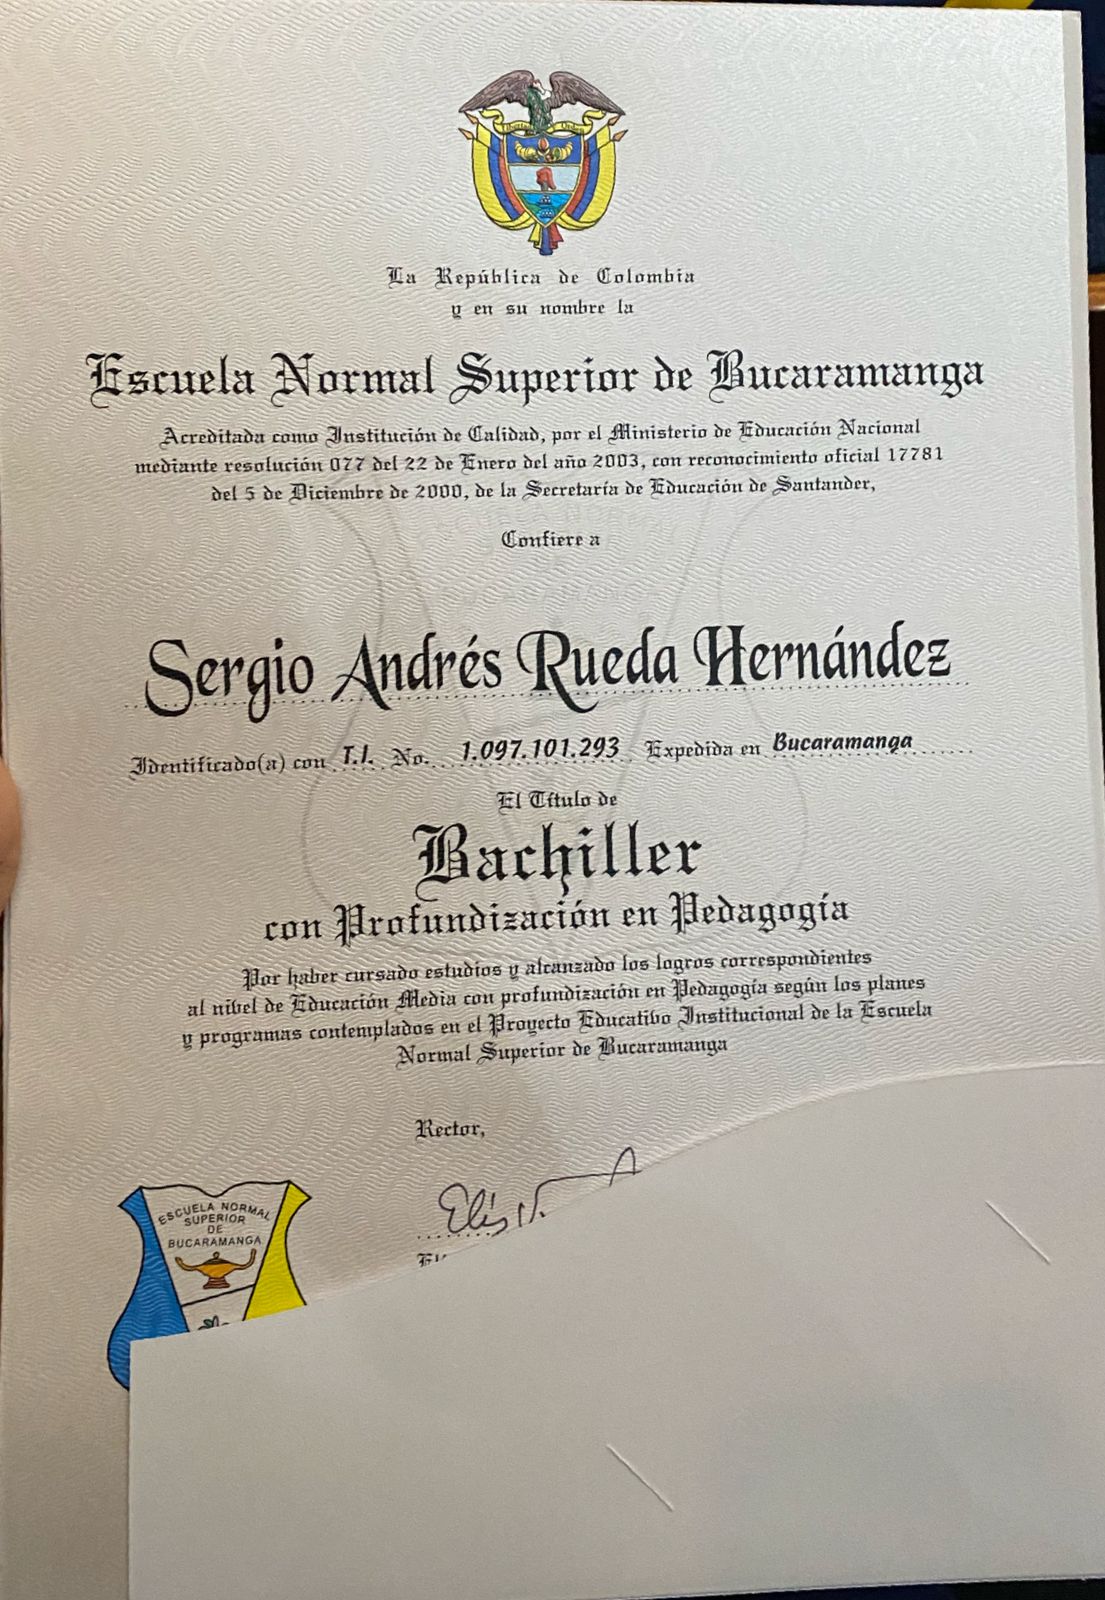 La República de Colombia
y en su nombre la
Escuela Normal Superior de Bucaramanga
Acreditada como Institución de Calidad, por el Ministerio de Educación Nacional
mediante resolución 077 del 22 de Enero del año 2003, con reconocimiento oficial 17781
del 5 de Diciembre de 2000, de la Secretaría de Educación de Santander,
Confiere a
Sergio Andrés Rueda Hernández
Identificado(a) con T.I. No. 1.097.101.293 Expedida en Bucaramanga
El Título de
Bachiller
con Profundización en Pedagogía
Por haber cursado estudios y alcanzado los logros correspondientes
al nivel de Educación Media con profundización en Pedagogía según los planes
y programas contemplados en el Proyecto Educativo Institucional de la Escuela
Normal Superior de Bucaramanga
Rector,
ESCUELA NORMAL
SUPERIOR
DE
BUCARAMANGA